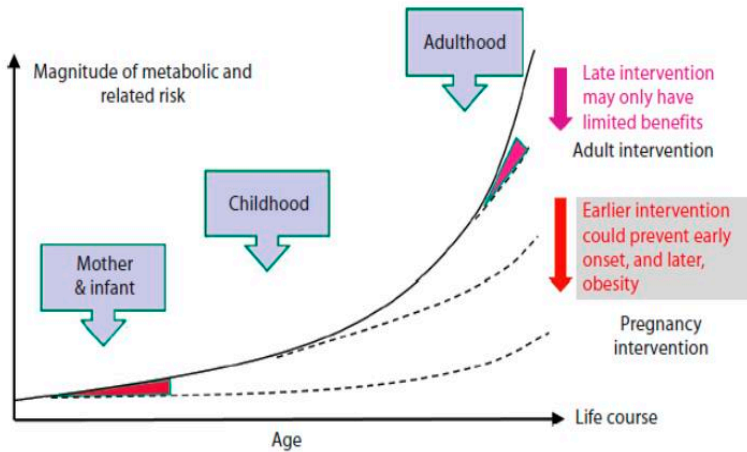 Adulthood
Magnitude of metabolic and
related risk
Late intervention
may only have
limited benefits
Adult intervention
Childhood
Earlier intervention
could prevent early
onset, and later,
obesity
Mother
& infant
Pregnancy
intervention
Life course
Age